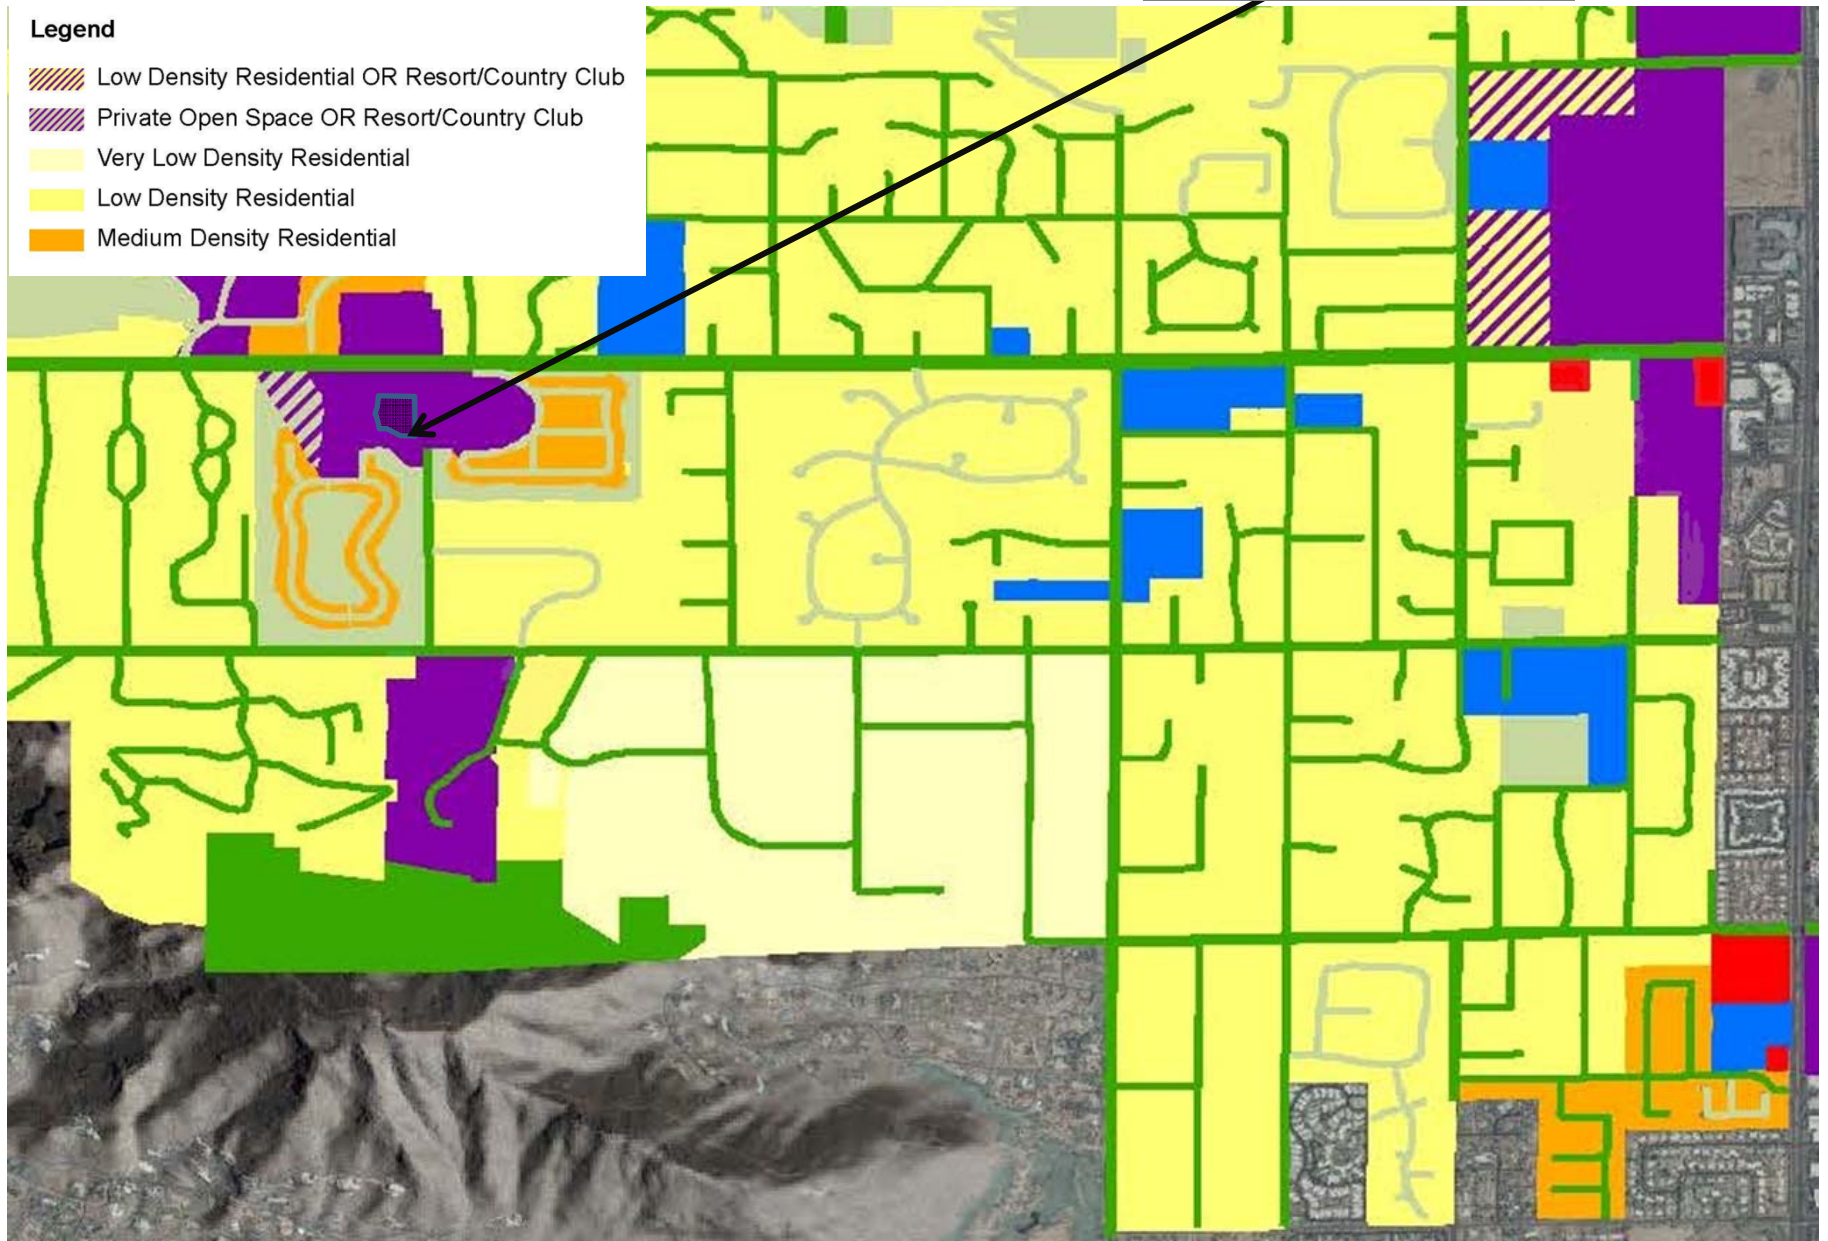 Legend
Low Density Residential OR Resort/Country Club
Private Open Space OR Resort/Country Club
Very Low Density Residential
Low Density Residential
Medium Density Residential